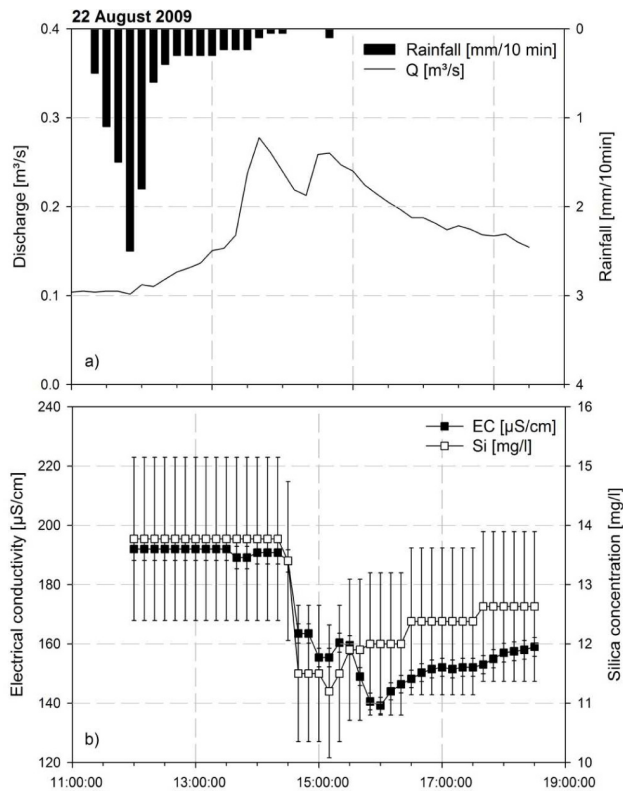 22 August 2009
0.4
0.3
0.2
0.1
0.0
Discharge [m³/s]
Rainfall [mm/10 min]
Q [m³/s]
0
1
2
3
4
Rainfall [mm/10min]
a)
240
220
200
180
160
140
120
Electrical conductivity [µS/cm]
EC [µS/cm]
Si [mg/l]
16
15
14
13
12
11
10
Silica concentration [mg/l]
b)
11:00:00 13:00:00 15:00:00 17:00:00 19:00:00